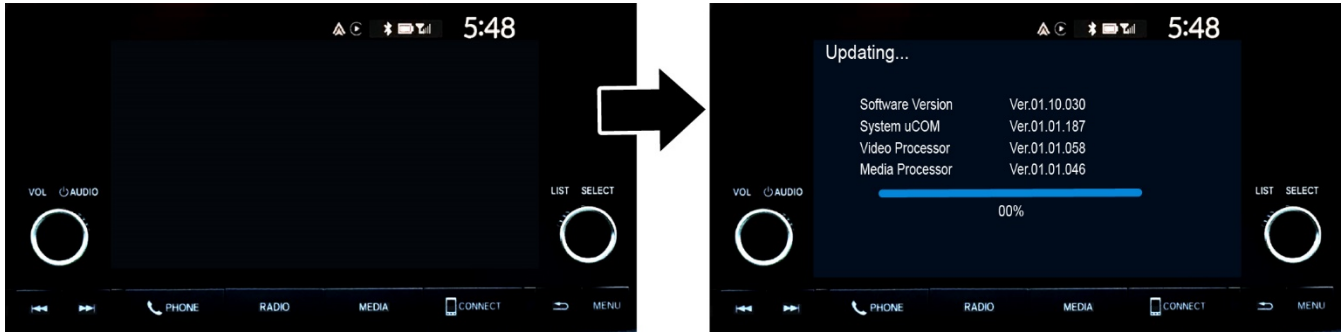 5:48
VOL AUDIO
LIST SELECT
PHONE RADIO MEDIA CONNECT MENU
5:48
Updating...
Software Version Ver.01.10.030
System uCOM Ver.01.01.187
Video Processor Ver.01.01.058
Media Processor Ver.01.01.046
00%
VOL AUDIO
LIST SELECT
PHONE RADIO MEDIA CONNECT MENU